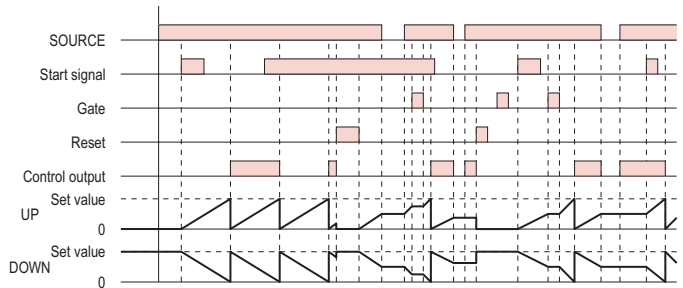 SOURCE
Start signal
Gate
Reset
Control output
Set value
UP
0
Set value
DOWN
0